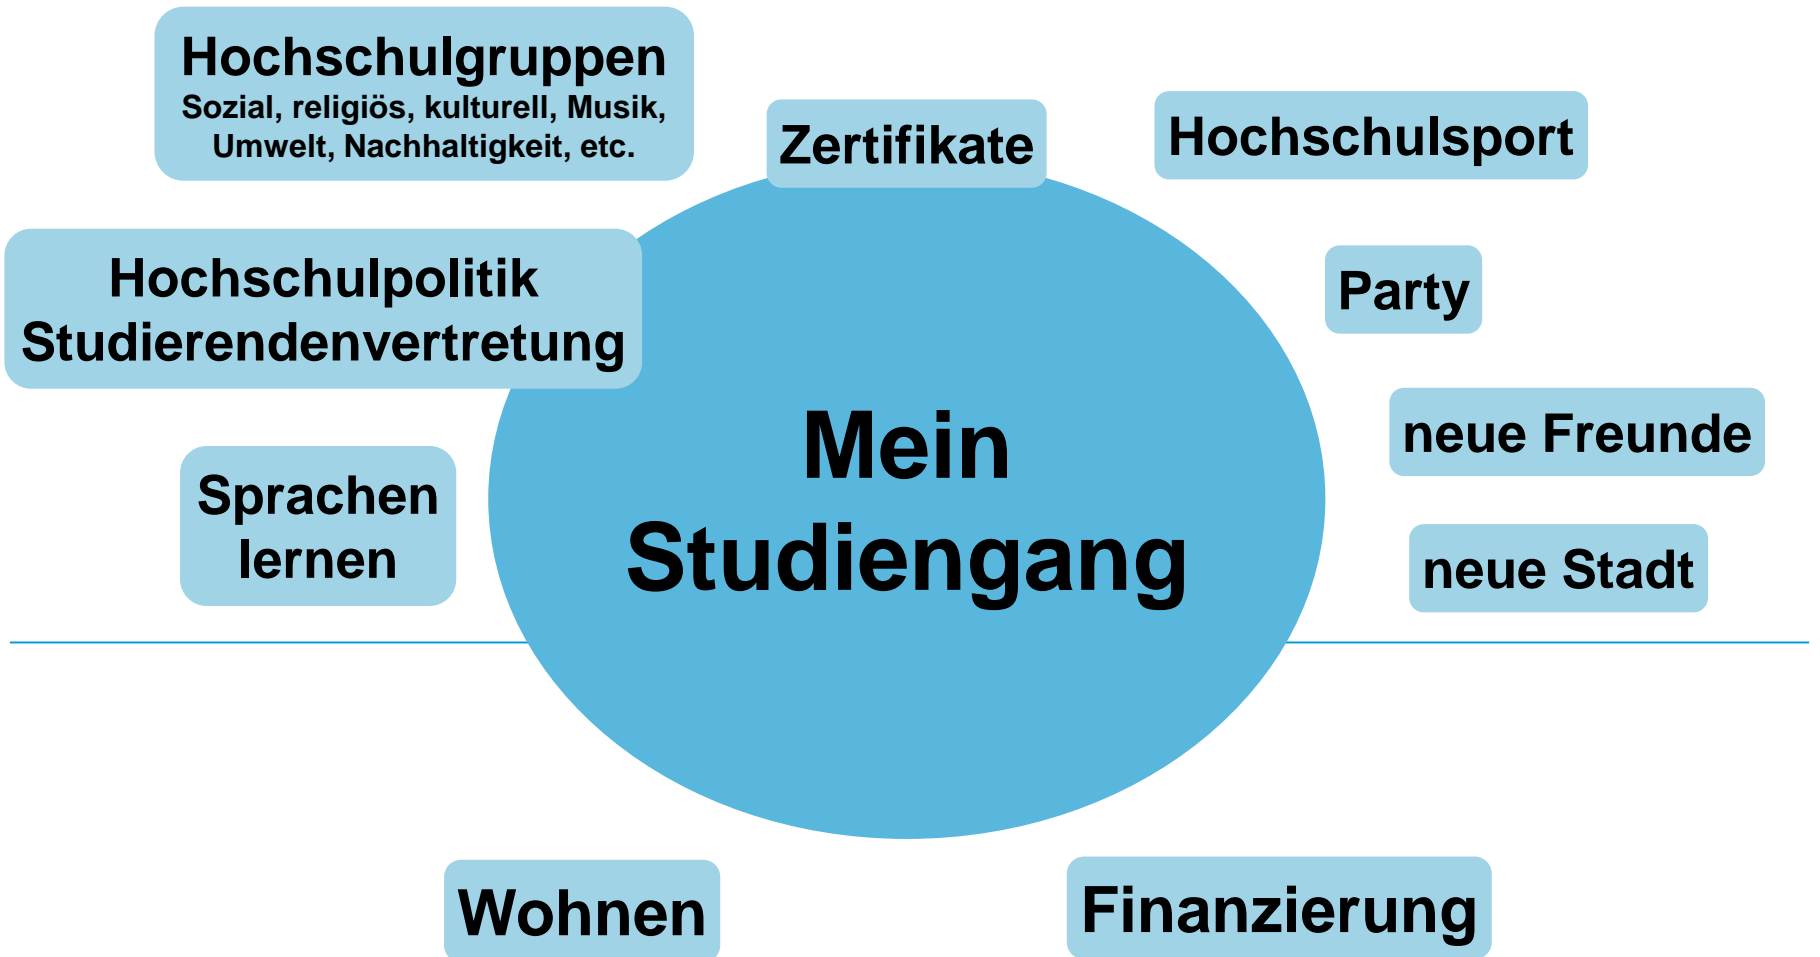 Hochschulgruppen
Sozial, religiös, kulturell, Musik,
Umwelt, Nachhaltigkeit, etc.
Zertifikate
Hochschulsport
Hochschulpolitik
Studierendenvertretung
Party
Mein
Studiengang
neue Freunde
Sprachen
lernen
neue Stadt
Wohnen
Finanzierung